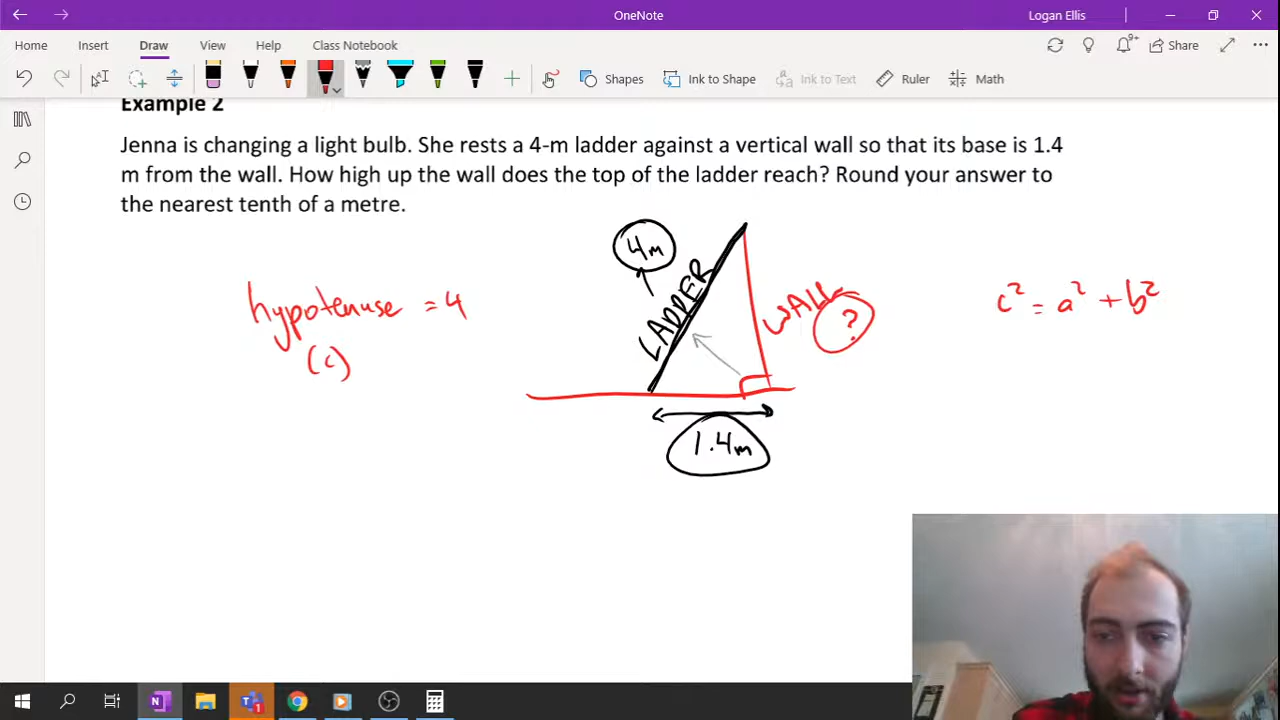 OneNote
Logan Ellis
Home
Insert
Draw
View
Help
Class Notebook
9+
Share
Shapes
Ink to Shape
Ink to Text
Ruler
Math
Example 2
Jenna is changing a light bulb. She rests a 4-m ladder against a vertical wall so that its base is 1.4
m from the wall. How high up the wall does the top of the ladder reach? Round your answer to
the nearest tenth of a metre.
4m
LADDER
WALL
?
hypotenuse = 4
(c)
c² = a² + b²
1.4m